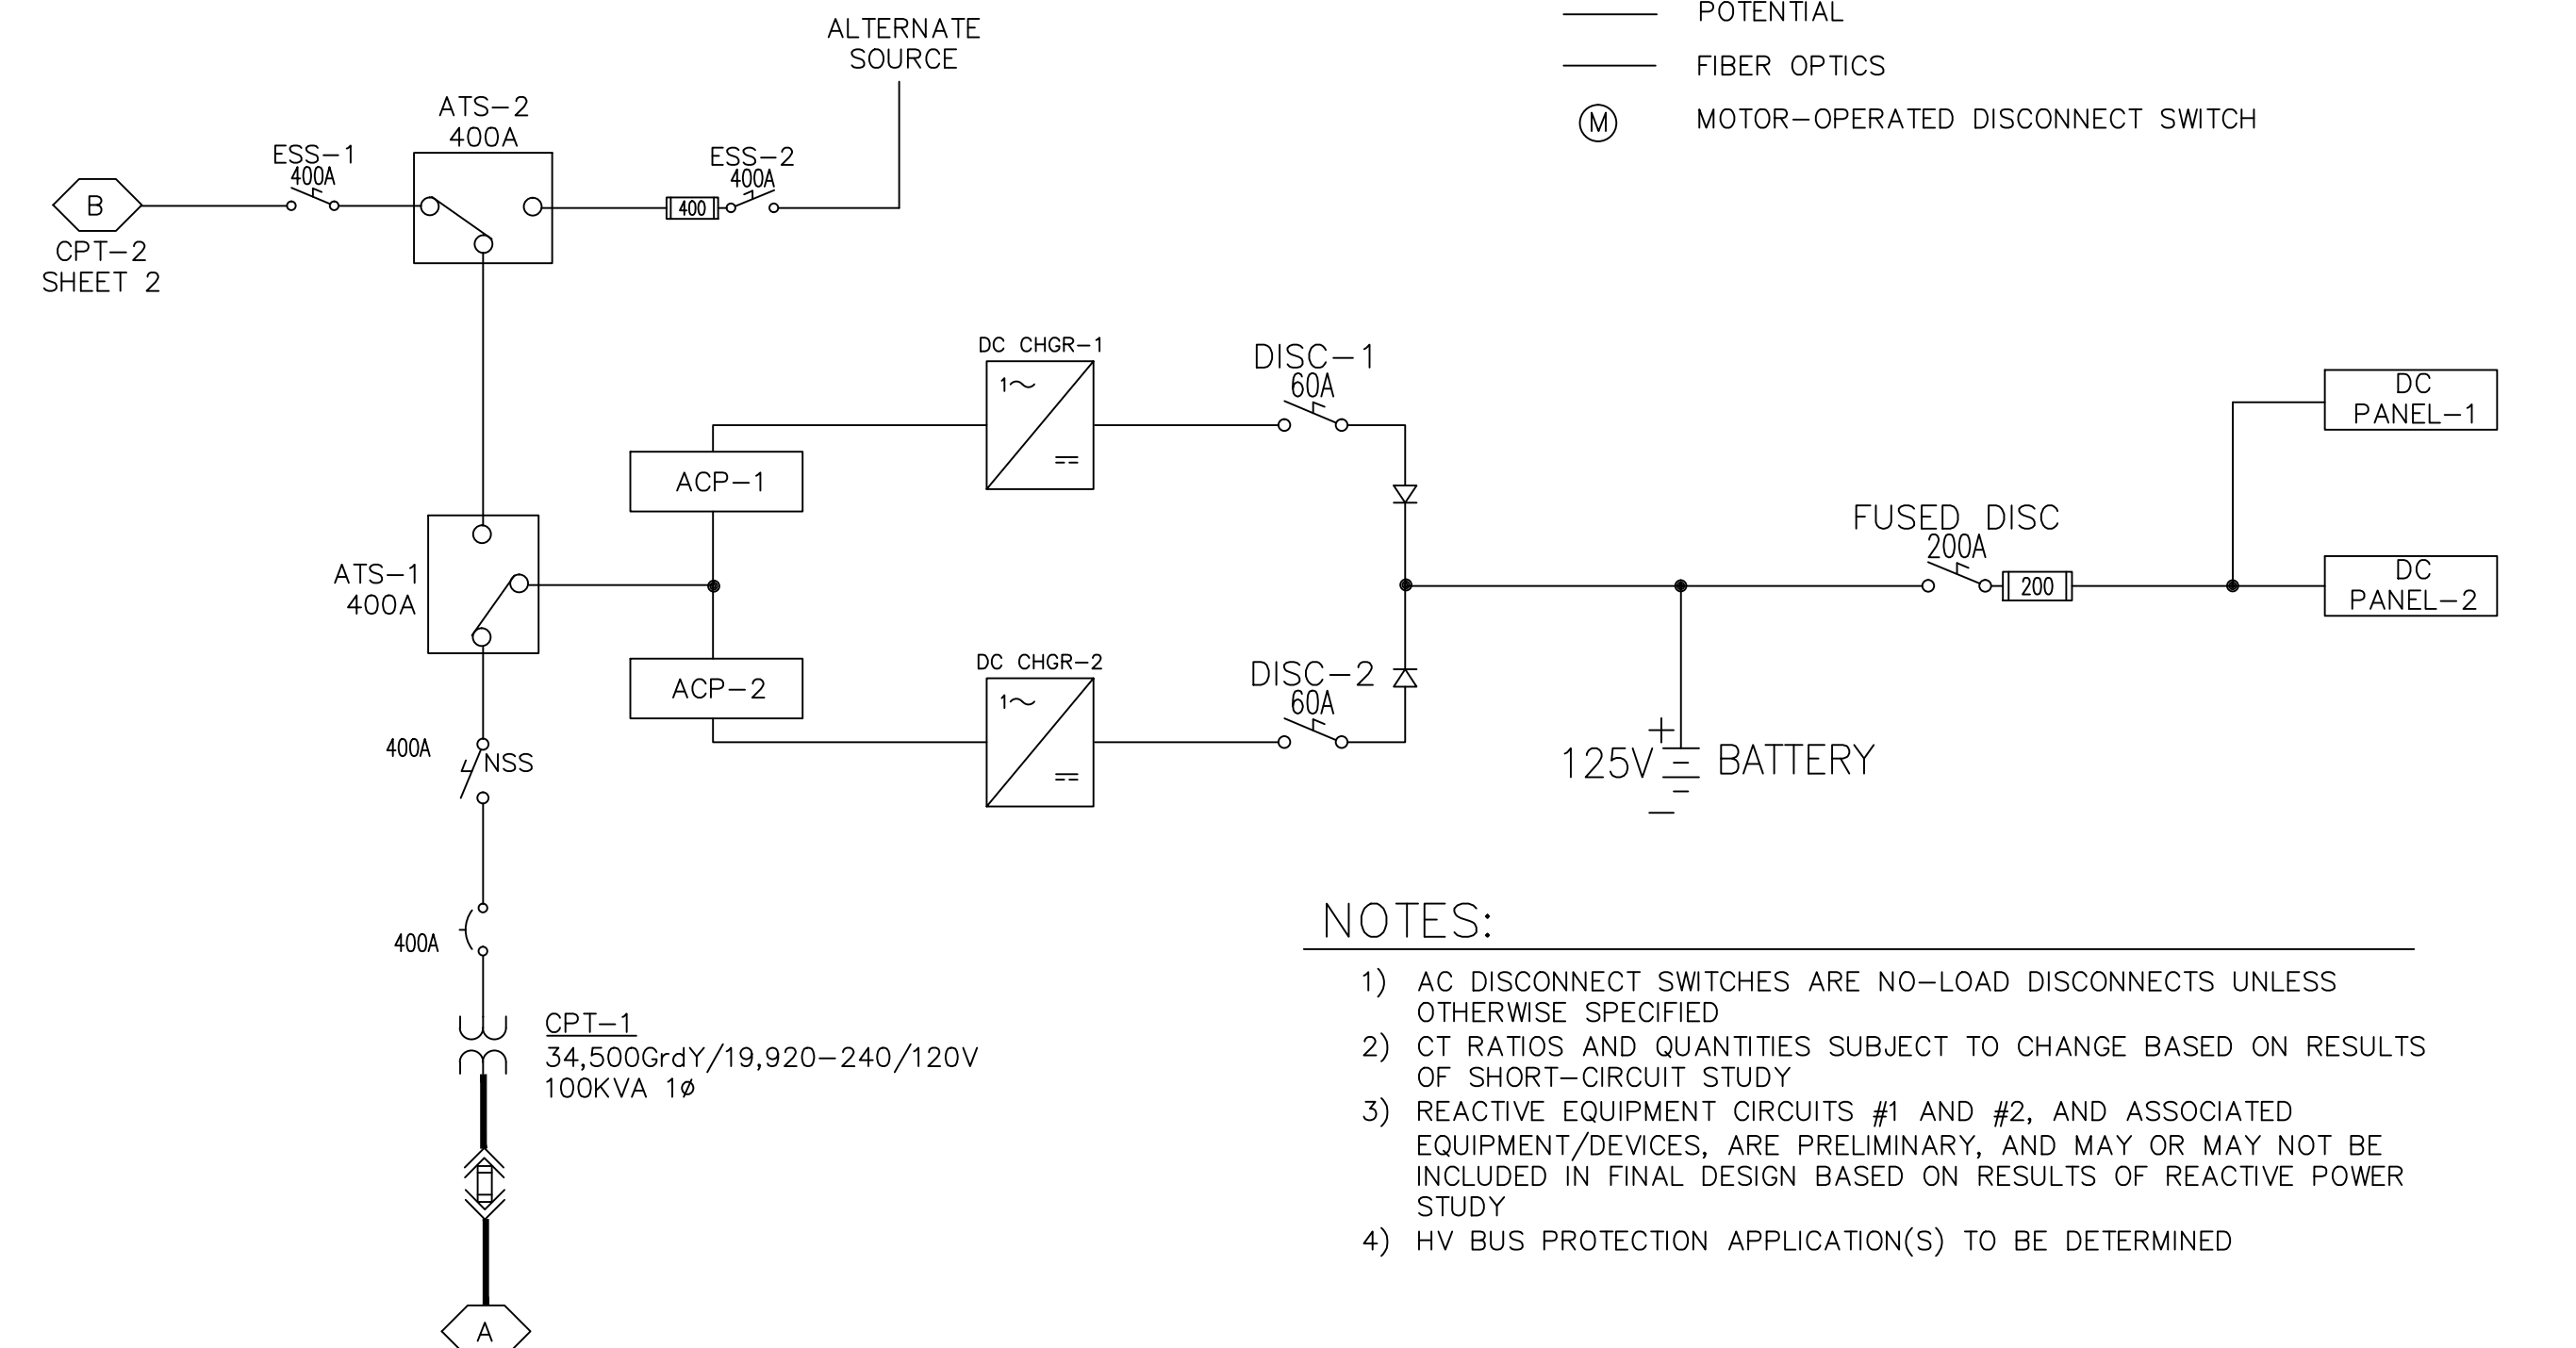 ALTERNATE
SOURCE
POTENTIAL
FIBER OPTICS
M
MOTOR-OPERATED DISCONNECT SWITCH
ATS-2
400A
ESS-1
400A
ESS-2
400A
400
B
CPT-2
SHEET 2
DC CHGR-1
1~
DISC-1
60A
DC
PANEL-1
ACP-1
FUSED DISC
200A
200
DC
PANEL-2
ATS-1
400A
ACP-2
DC CHGR-2
1~
DISC-2
60A
400A
NSS
+
125V
BATTERY
–
400A
CPT-1
34,500GrdY/19,920-240/120V
100KVA 1ø
A
NOTES:
1) AC DISCONNECT SWITCHES ARE NO-LOAD DISCONNECTS UNLESS
OTHERWISE SPECIFIED
2) CT RATIOS AND QUANTITIES SUBJECT TO CHANGE BASED ON RESULTS
OF SHORT-CIRCUIT STUDY
3) REACTIVE EQUIPMENT CIRCUITS #1 AND #2, AND ASSOCIATED
EQUIPMENT/DEVICES, ARE PRELIMINARY, AND MAY OR MAY NOT BE
INCLUDED IN FINAL DESIGN BASED ON RESULTS OF REACTIVE POWER
STUDY
4) HV BUS PROTECTION APPLICATION(S) TO BE DETERMINED